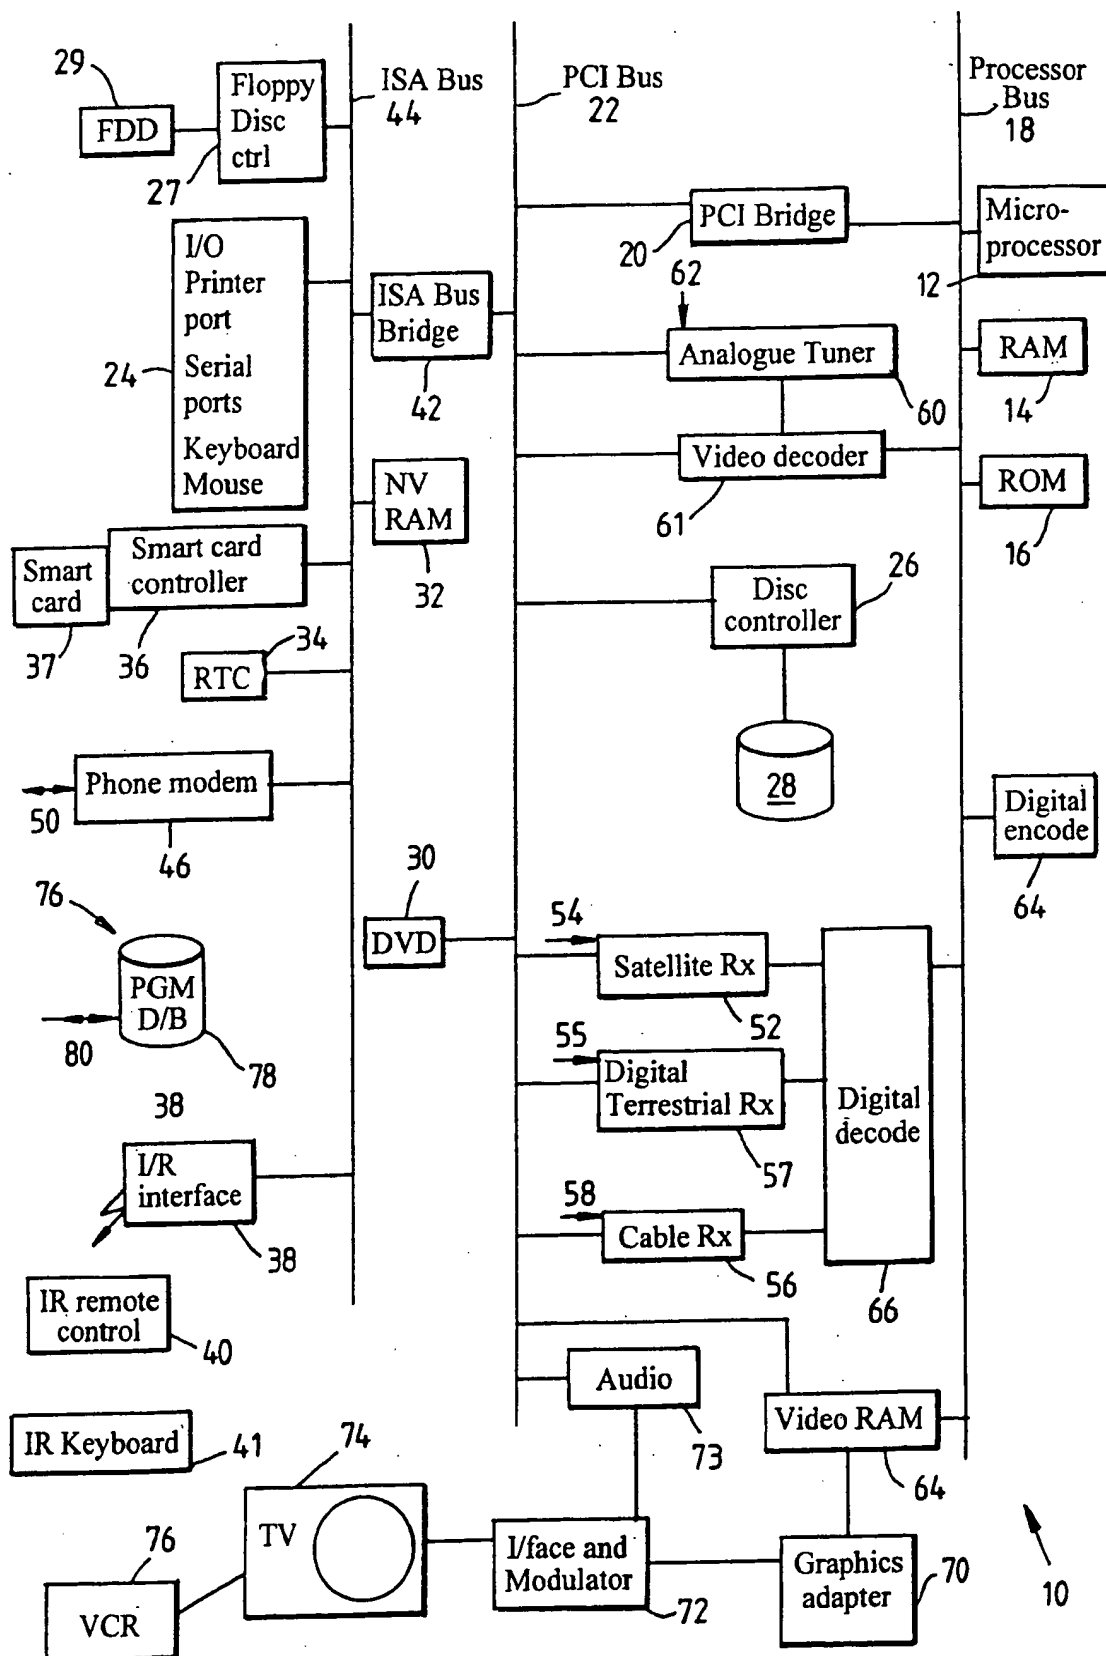 29
FDD
Floppy
Disc
ctrl
27
ISA Bus
44
PCI Bus
22
Processor
Bus
18
I/O
Printer
port
Serial
ports
Keyboard
Mouse
24
ISA Bus
Bridge
42
PCI Bridge
20
Micro-
processor
12
62
Analogue Tuner
60
RAM
14
Video decoder
61
ROM
16
NV
RAM
32
Smart
card
37
Smart card
controller
36
Disc
controller
26
34
RTC
28
Phone modem
50
46
Digital
encode
64
76
PGM
D/B
80
78
30
DVD
54
Satellite Rx
52
55
Digital
Terrestrial Rx
57
Digital
decode
66
38
I/R
interface
38
58
Cable Rx
56
IR remote
control
40
Audio
73
Video RAM
64
IR Keyboard
41
74
TV
76
VCR
I/face and
Modulator
72
Graphics
adapter
70
10